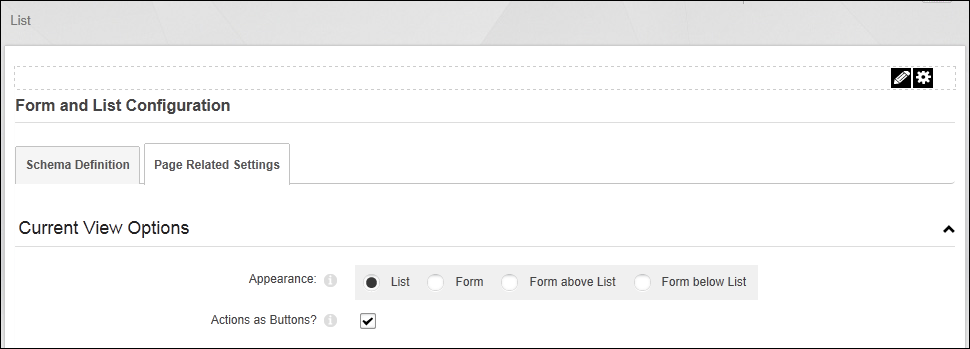 List
Form and List Configuration
Schema Definition Page Related Settings
Current View Options
Appearance: List Form Form above List Form below List
Actions as Buttons?